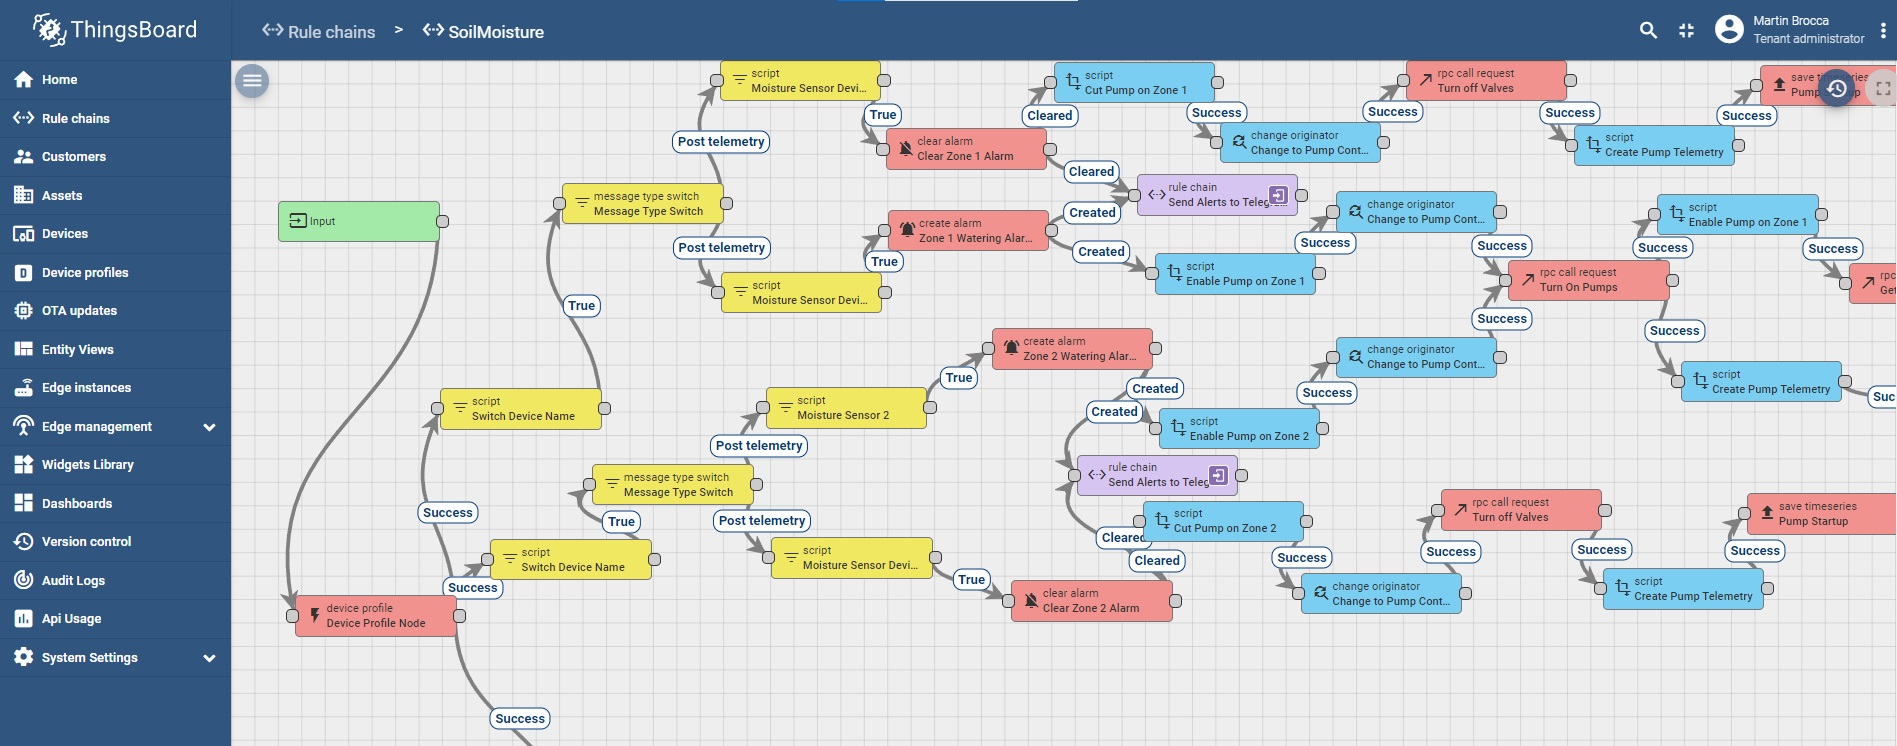 ThingsBoard
Rule chains > SoilMoisture
Martin Brocca
Tenant administrator
Home
Rule chains
Customers
Assets
Devices
Device profiles
OTA updates
Entity Views
Edge instances
Edge management
Widgets Library
Dashboards
Version control
Audit Logs
Api Usage
System Settings
Input
device profile
Device Profile Node
Success
Success
Success
script
Switch Device Name
True
script
Switch Device Name
True
message type switch
Message Type Switch
Post telemetry
Post telemetry
message type switch
Message Type Switch
Post telemetry
Post telemetry
script
Moisture Sensor Devi...
True
script
Moisture Sensor Devi...
True
script
Moisture Sensor 2
True
script
Moisture Sensor Devi...
True
clear alarm
Clear Zone 1 Alarm
Cleared
Cleared
create alarm
Zone 1 Watering Alar...
Created
Created
create alarm
Zone 2 Watering Alar...
Created
Created
clear alarm
Clear Zone 2 Alarm
Cleared
Cleared
script
Cut Pump on Zone 1
Success
change originator
Change to Pump Cont...
Success
rpc call request
Turn off Valves
Success
script
Create Pump Telemetry
Success
save timeseries
rule chain
Send Alerts to Teleg...
script
Enable Pump on Zone 1
Success
change originator
Change to Pump Cont...
Success
rpc call request
Turn On Pumps
Success
Success
script
Enable Pump on Zone 1
Success
rpc
Get
script
Create Pump Telemetry
Suc
script
Enable Pump on Zone 2
Success
change originator
Change to Pump Cont...
Success
rule chain
Send Alerts to Teleg
script
Cut Pump on Zone 2
Success
change originator
Change to Pump Cont...
Success
rpc call request
Turn off Valves
Success
script
Create Pump Telemetry
Success
save timeseries
Pump Startup